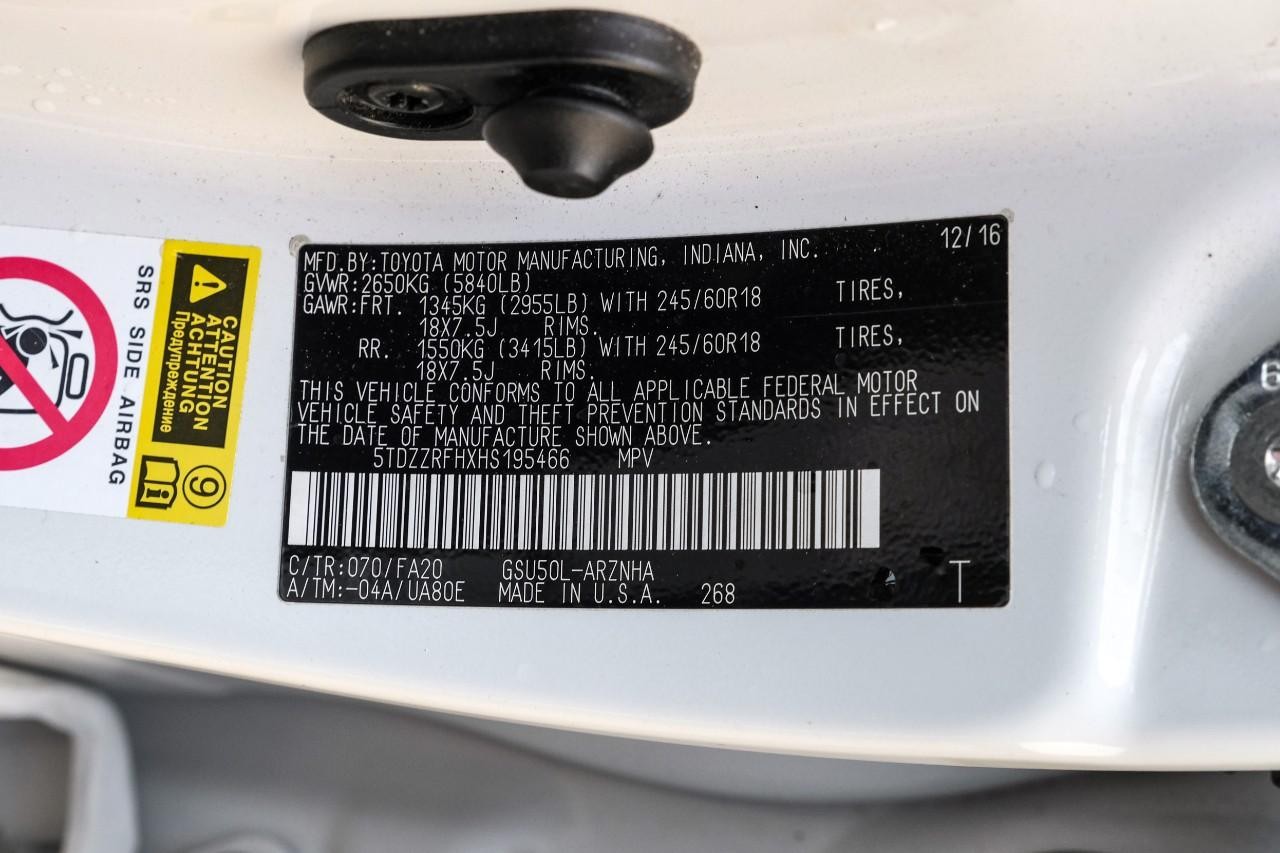 MFD.BY:TOYOTA MOTOR MANUFACTURING, INDIANA, INC. 12/16
GVWR:2650KG (5840LB)
GAWR:FRT. 1345KG (2955LB) WITH 245/60R18 TIRES,
18X7.5J RIMS.
RR. 1550KG (3415LB) WITH 245/60R18 TIRES,
18X7.5J RIMS.
THIS VEHICLE CONFORMS TO ALL APPLICABLE FEDERAL MOTOR
VEHICLE SAFETY AND THEFT PREVENTION STANDARDS IN EFFECT ON
THE DATE OF MANUFACTURE SHOWN ABOVE.
5TDZZRFHXHS195466 MPV
C/TR:070/FA20 GSU50L-ARZNHA
A/TM:-04A/UA80E MADE IN U.S.A. 268 T
SRS SIDE AIRBAG
CAUTION
ATTENTION
ACHTUNG
Предупреждение
9
6